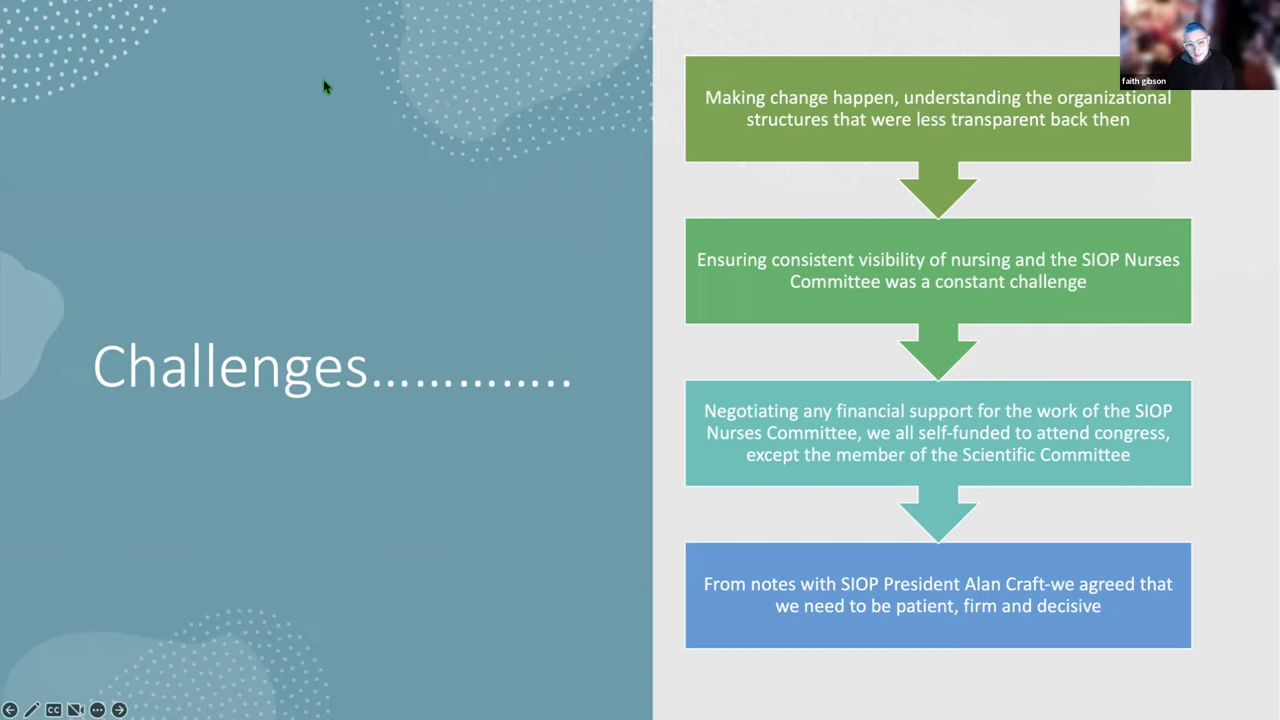 faith gibson
Challenges…………..
Making change happen, understanding the organizational
structures that were less transparent back then
Ensuring consistent visibility of nursing and the SIOP Nurses
Committee was a constant challenge
Negotiating any financial support for the work of the SIOP
Nurses Committee, we all self-funded to attend congress,
except the member of the Scientific Committee
From notes with SIOP President Alan Craft-we agreed that
we need to be patient, firm and decisive
CC